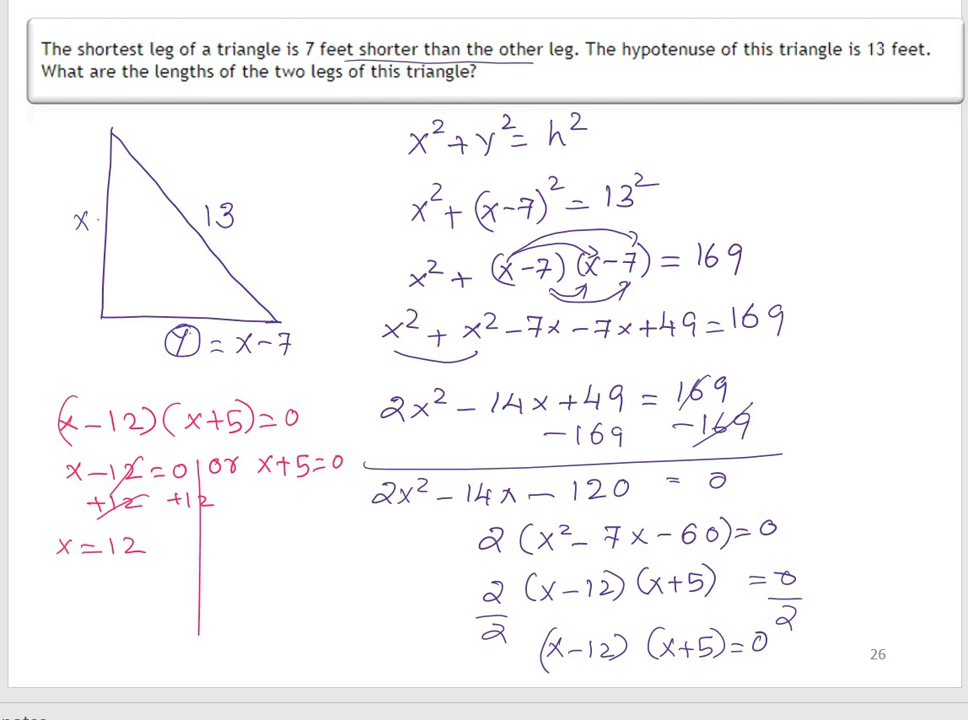 The shortest leg of a triangle is 7 feet shorter than the other leg. The hypotenuse of this triangle is 13 feet.
What are the lengths of the two legs of this triangle?
x
13
y = x-7
x² + y² = h²
x² + (x-7)² = 13²
x² + (x-7)(x-7) = 169
x² + x² - 7x - 7x + 49 = 169
2x² - 14x + 49 = 169
-169 -169
2x² - 14x - 120 = 0
2 (x² - 7x - 60) = 0
2/2 (x-12) (x+5) = 0/2
(x-12) (x+5) = 0
(x-12)(x+5)=0
x-12=0 or x+5=0
+12 +12
x=12
26